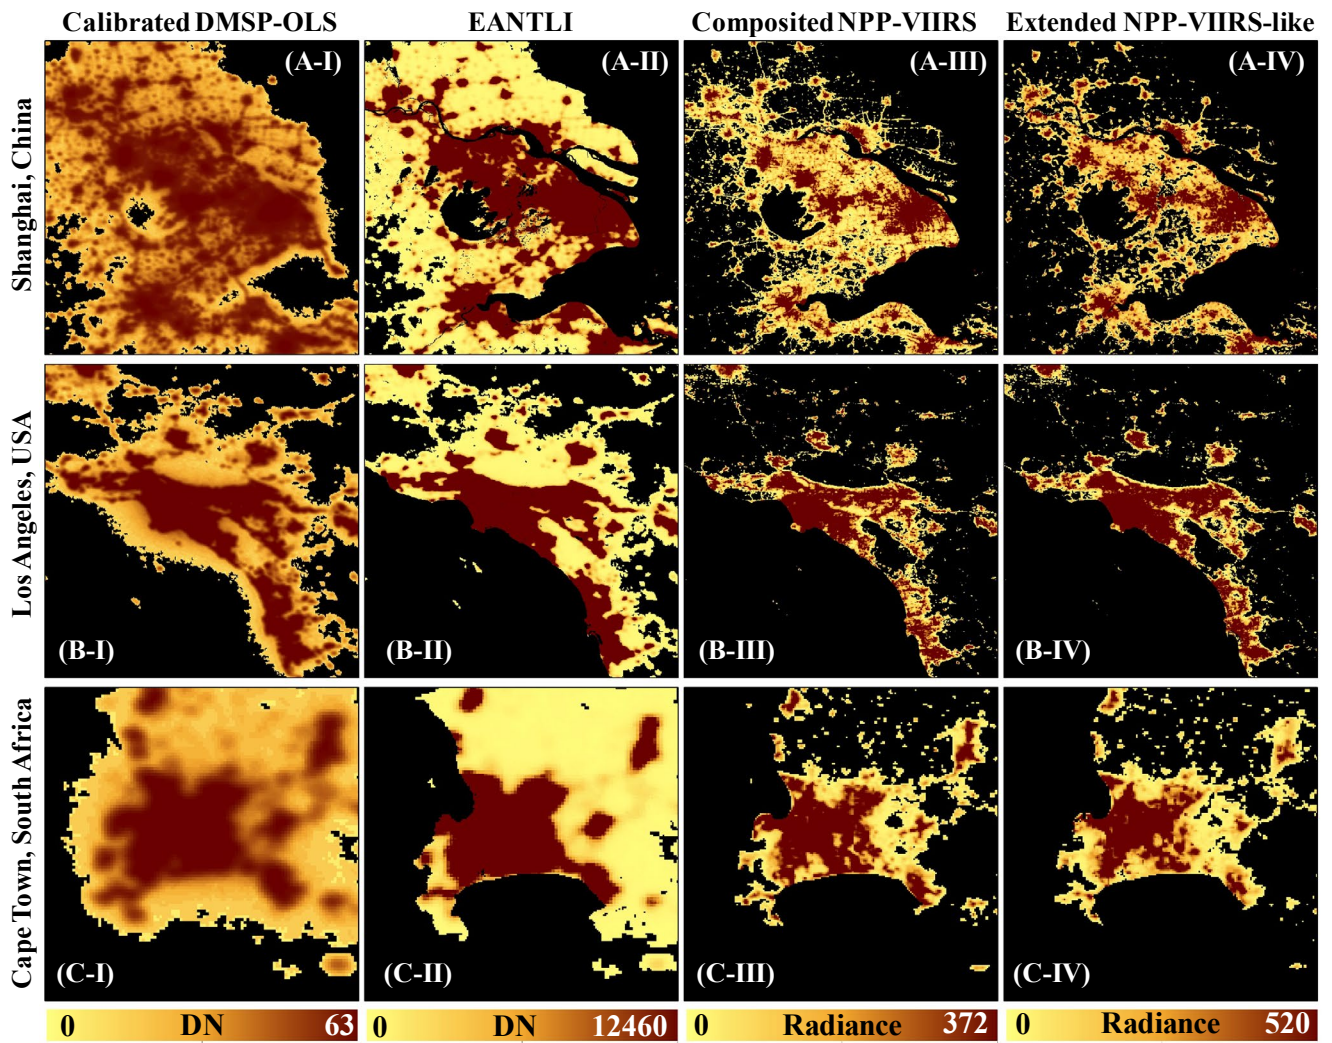 Calibrated DMSP-OLS EANTLI Composited NPP-VIIRS Extended NPP-VIIRS-like
Shanghai, China
(A-I) (A-II) (A-III) (A-IV)
Los Angeles, USA
(B-I) (B-II) (B-III) (B-IV)
Cape Town, South Africa
(C-I) (C-II) (C-III) (C-IV)
0 DN 63 0 DN 12460 0 Radiance 372 0 Radiance 520